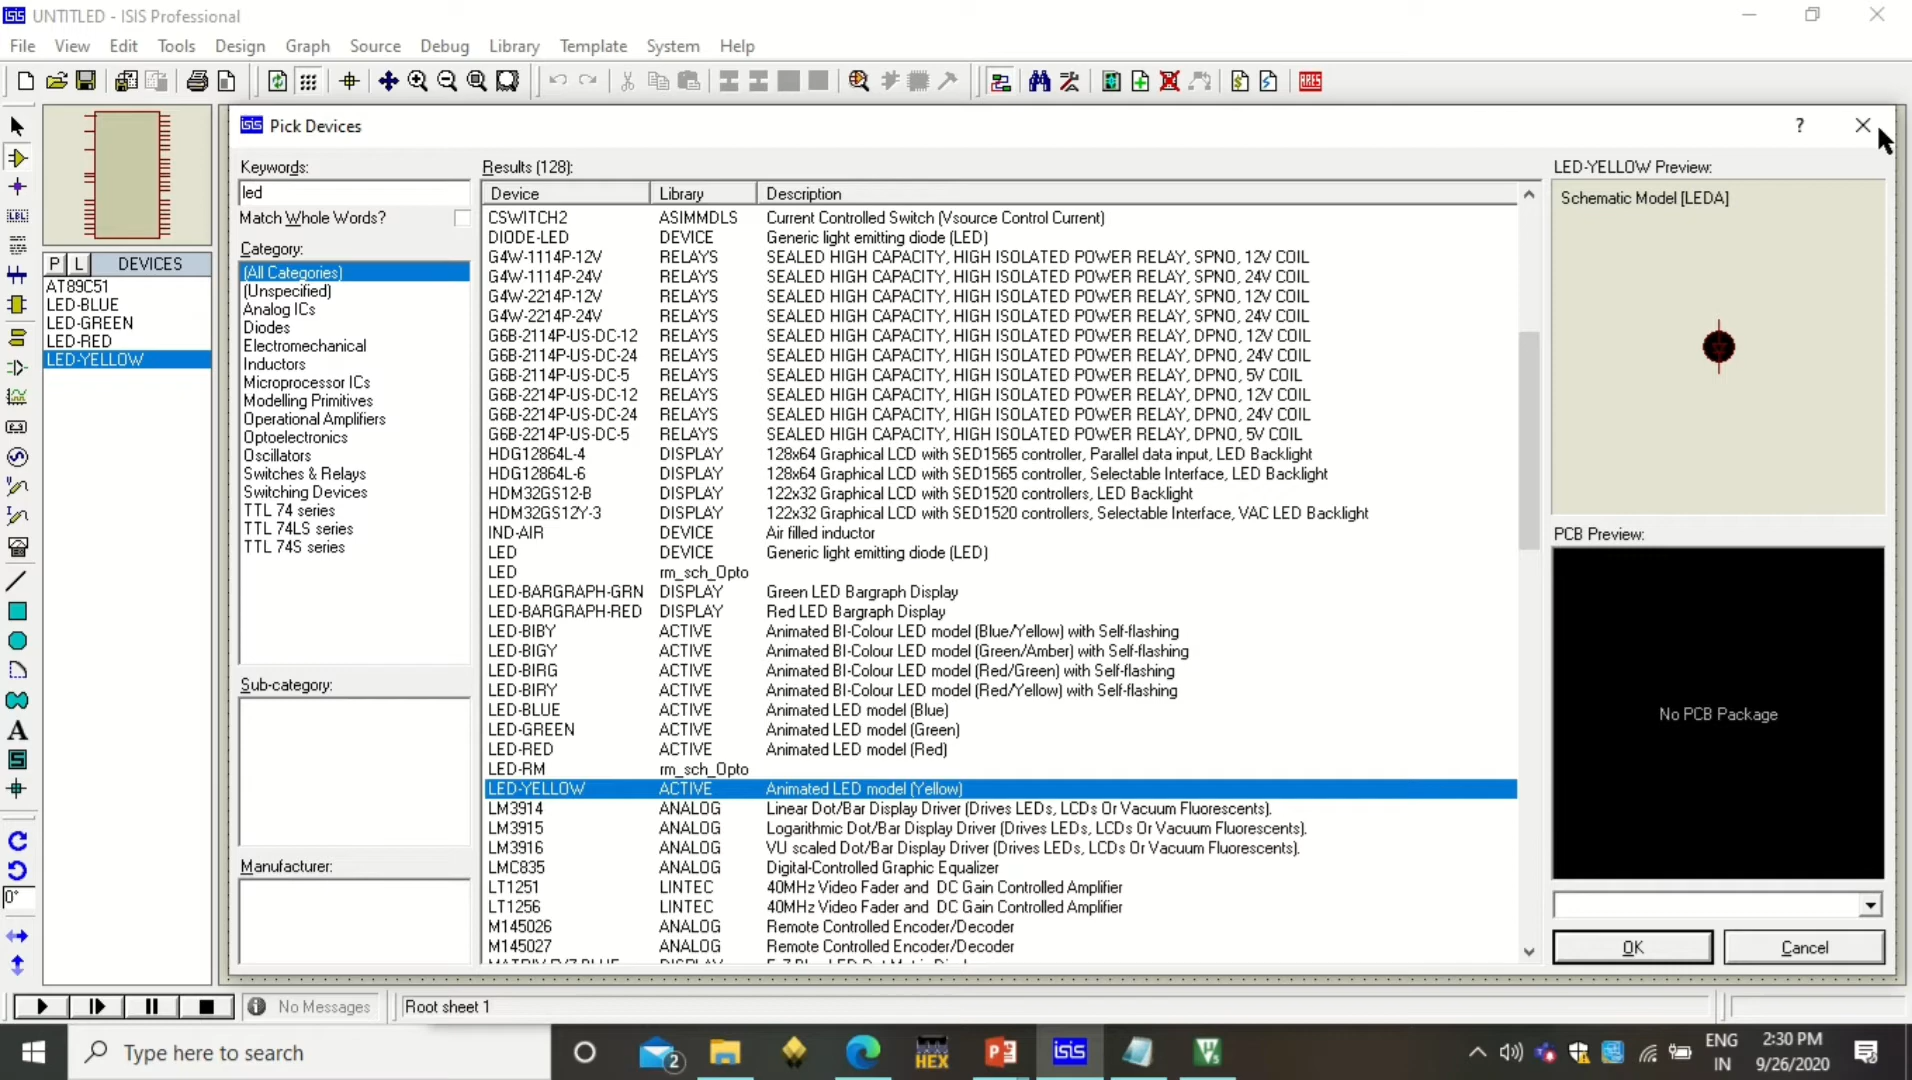 UNTITLED - ISIS Professional
File View Edit Tools Design Graph Source Debug Library Template System Help
ARES
isis Pick Devices
?
Keywords:
led
Match Whole Words?
Category:
(All Categories)
(Unspecified)
Analog ICs
Diodes
Electromechanical
Inductors
Microprocessor ICs
Modelling Primitives
Operational Amplifiers
Optoelectronics
Oscillators
Switches & Relays
Switching Devices
TTL 74 series
TTL 74LS series
TTL 74S series
Sub-category:
Manufacturer:
P L DEVICES
AT89C51
LED-BLUE
LED-GREEN
LED-RED
LED-YELLOW
LBL
A
S
0°
Results (128):
Device Library Description
CSWITCH2 ASIMMDLS Current Controlled Switch (Vsource Control Current)
DIODE-LED DEVICE Generic light emitting diode (LED)
G4W-1114P-12V RELAYS SEALED HIGH CAPACITY, HIGH ISOLATED POWER RELAY, SPNO, 12V COIL
G4W-1114P-24V RELAYS SEALED HIGH CAPACITY, HIGH ISOLATED POWER RELAY, SPNO, 24V COIL
G4W-2214P-12V RELAYS SEALED HIGH CAPACITY, HIGH ISOLATED POWER RELAY, SPNO, 12V COIL
G4W-2214P-24V RELAYS SEALED HIGH CAPACITY, HIGH ISOLATED POWER RELAY, SPNO, 24V COIL
G6B-2114P-US-DC-12 RELAYS SEALED HIGH CAPACITY, HIGH ISOLATED POWER RELAY, DPNO, 12V COIL
G6B-2114P-US-DC-24 RELAYS SEALED HIGH CAPACITY, HIGH ISOLATED POWER RELAY, DPNO, 24V COIL
G6B-2114P-US-DC-5 RELAYS SEALED HIGH CAPACITY, HIGH ISOLATED POWER RELAY, DPNO, 5V COIL
G6B-2214P-US-DC-12 RELAYS SEALED HIGH CAPACITY, HIGH ISOLATED POWER RELAY, DPNO, 12V COIL
G6B-2214P-US-DC-24 RELAYS SEALED HIGH CAPACITY, HIGH ISOLATED POWER RELAY, DPNO, 24V COIL
G6B-2214P-US-DC-5 RELAYS SEALED HIGH CAPACITY, HIGH ISOLATED POWER RELAY, DPNO, 5V COIL
HDG12864L-4 DISPLAY 128x64 Graphical LCD with SED1565 controller, Parallel data input, LED Backlight
HDG12864L-6 DISPLAY 128x64 Graphical LCD with SED1565 controller, Selectable Interface, LED Backlight
HDM32GS12-B DISPLAY 122x32 Graphical LCD with SED1520 controllers, LED Backlight
HDM32GS12Y-3 DISPLAY 122x32 Graphical LCD with SED1520 controllers, Selectable Interface, VAC LED Backlight
IND-AIR DEVICE Air filled inductor
LED DEVICE Generic light emitting diode (LED)
LED rm_sch_Opto
LED-BARGRAPH-GRN DISPLAY Green LED Bargraph Display
LED-BARGRAPH-RED DISPLAY Red LED Bargraph Display
LED-BIBY ACTIVE Animated BI-Colour LED model (Blue/Yellow) with Self-flashing
LED-BIGY ACTIVE Animated BI-Colour LED model (Green/Amber) with Self-flashing
LED-BIRG ACTIVE Animated BI-Colour LED model (Red/Green) with Self-flashing
LED-BIRY ACTIVE Animated BI-Colour LED model (Red/Yellow) with Self-flashing
LED-BLUE ACTIVE Animated LED model (Blue)
LED-GREEN ACTIVE Animated LED model (Green)
LED-RED ACTIVE Animated LED model (Red)
LED-RM rm_sch_Opto
LED-YELLOW ACTIVE Animated LED model (Yellow)
LM3914 ANALOG Linear Dot/Bar Display Driver (Drives LEDs, LCDs Or Vacuum Fluorescents).
LM3915 ANALOG Logarithmic Dot/Bar Display Driver (Drives LEDs, LCDs Or Vacuum Fluorescents).
LM3916 ANALOG VU scaled Dot/Bar Display Driver (Drives LEDs, LCDs Or Vacuum Fluorescents).
LMC835 ANALOG Digital-Controlled Graphic Equalizer
LT1251 LINTEC 40MHz Video Fader and DC Gain Controlled Amplifier
LT1256 LINTEC 40MHz Video Fader and DC Gain Controlled Amplifier
M145026 ANALOG Remote Controlled Encoder/Decoder
M145027 ANALOG Remote Controlled Encoder/Decoder
LED-YELLOW Preview:
Schematic Model [LEDA]
PCB Preview:
No PCB Package
OK Cancel
No Messages
Root sheet 1
Type here to search
2
HEX
isis
ENG
IN
2:30 PM
9/26/2020